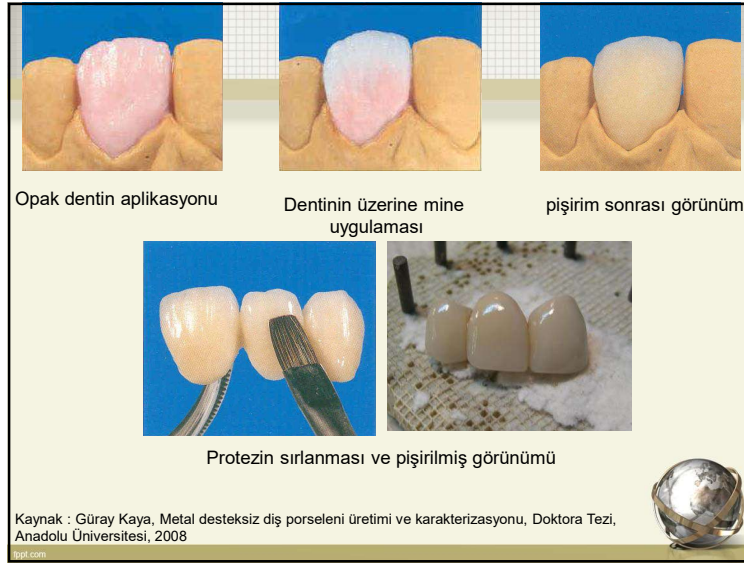 Opak dentin aplikasyonu
Dentinin üzerine mine
uygulaması
pişirim sonrası görünüm
Protezin sırlanması ve pişirilmiş görünümü
Kaynak : Güray Kaya, Metal desteksiz diş porseleni üretimi ve karakterizasyonu, Doktora Tezi,
Anadolu Üniversitesi, 2008
fppt.com